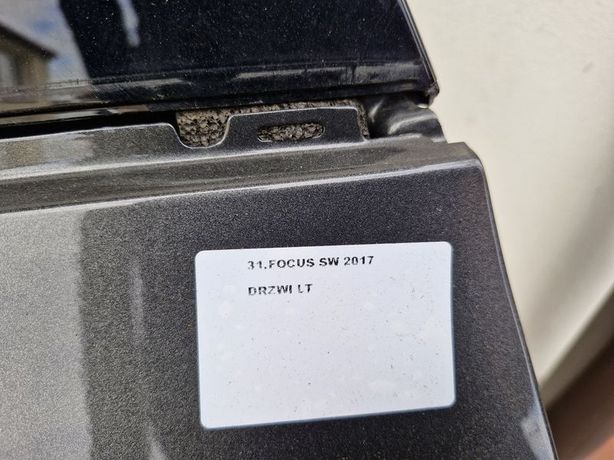 31.FOCUS SW 2017
DRZWI LT